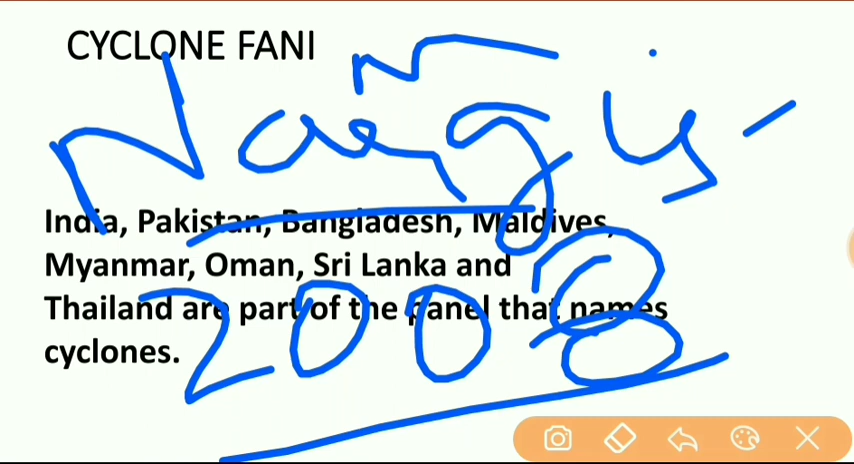 CYCLONE FANI
Nargis -
India, Pakistan, Bangladesh, Maldives,
Myanmar, Oman, Sri Lanka and
Thailand are part of the panel that names
cyclones.
2008